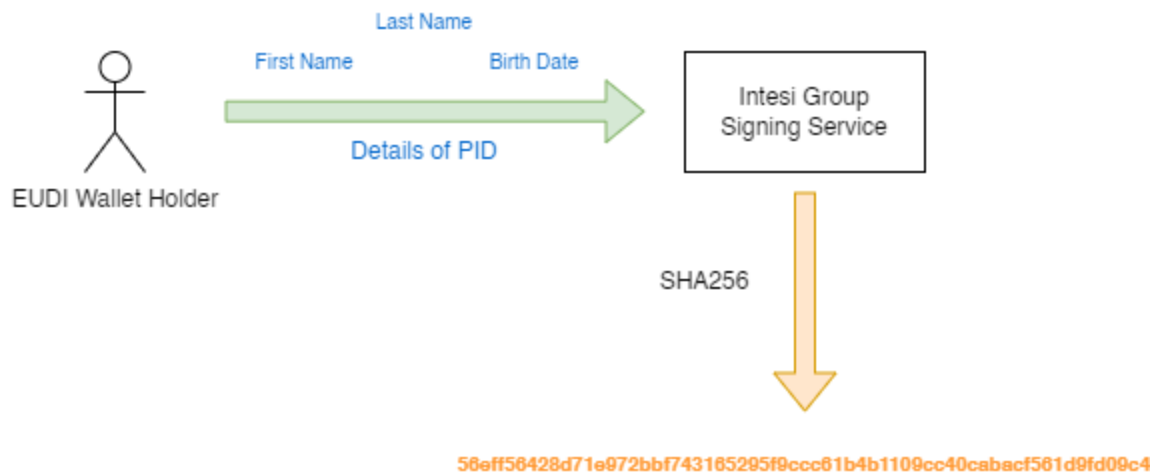 Last Name
First Name
Birth Date
Details of PID
EUDI Wallet Holder
Intesi Group
Signing Service
SHA256
56eff56428d71e972bbf743165295f9ccc61b4b1109cc40cabacf561d9fd09c4